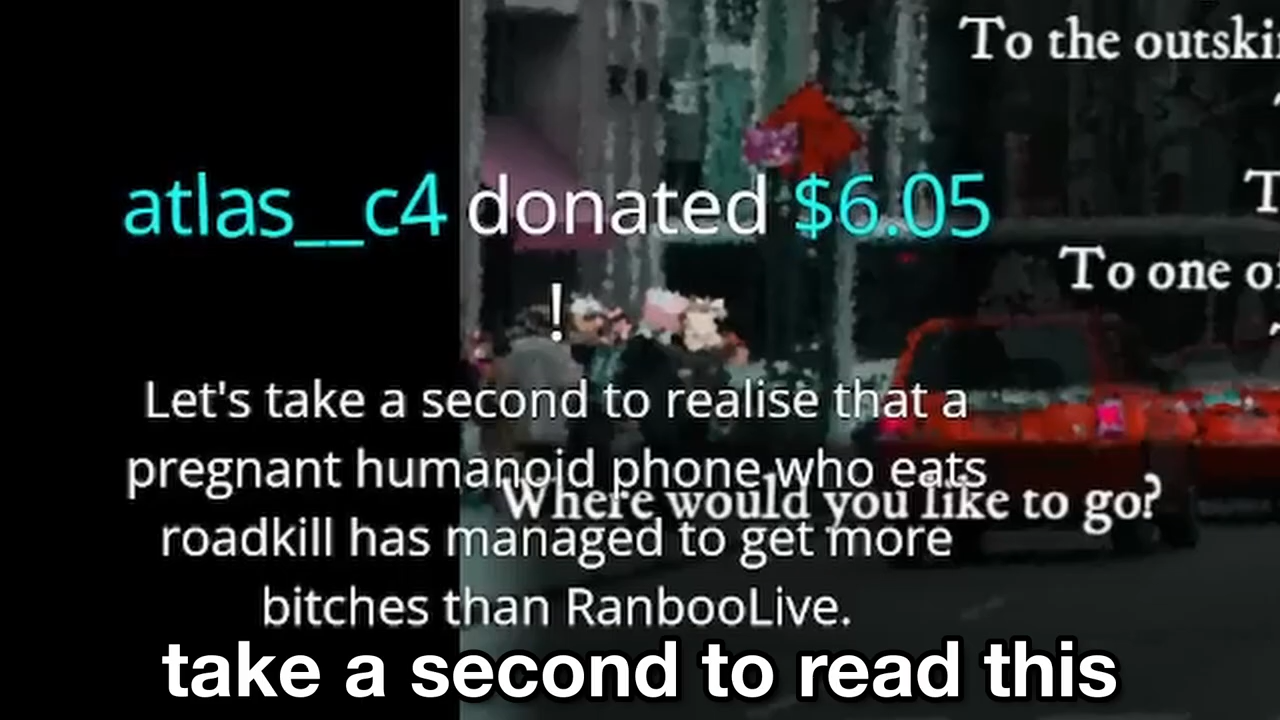 To the outski
T
atlas__c4 donated $6.05
To one o
!
Let's take a second to realise that a
pregnant humanoid phone who eats
Where would you like to go?
roadkill has managed to get more
bitches than RanbooLive.
take a second to read this